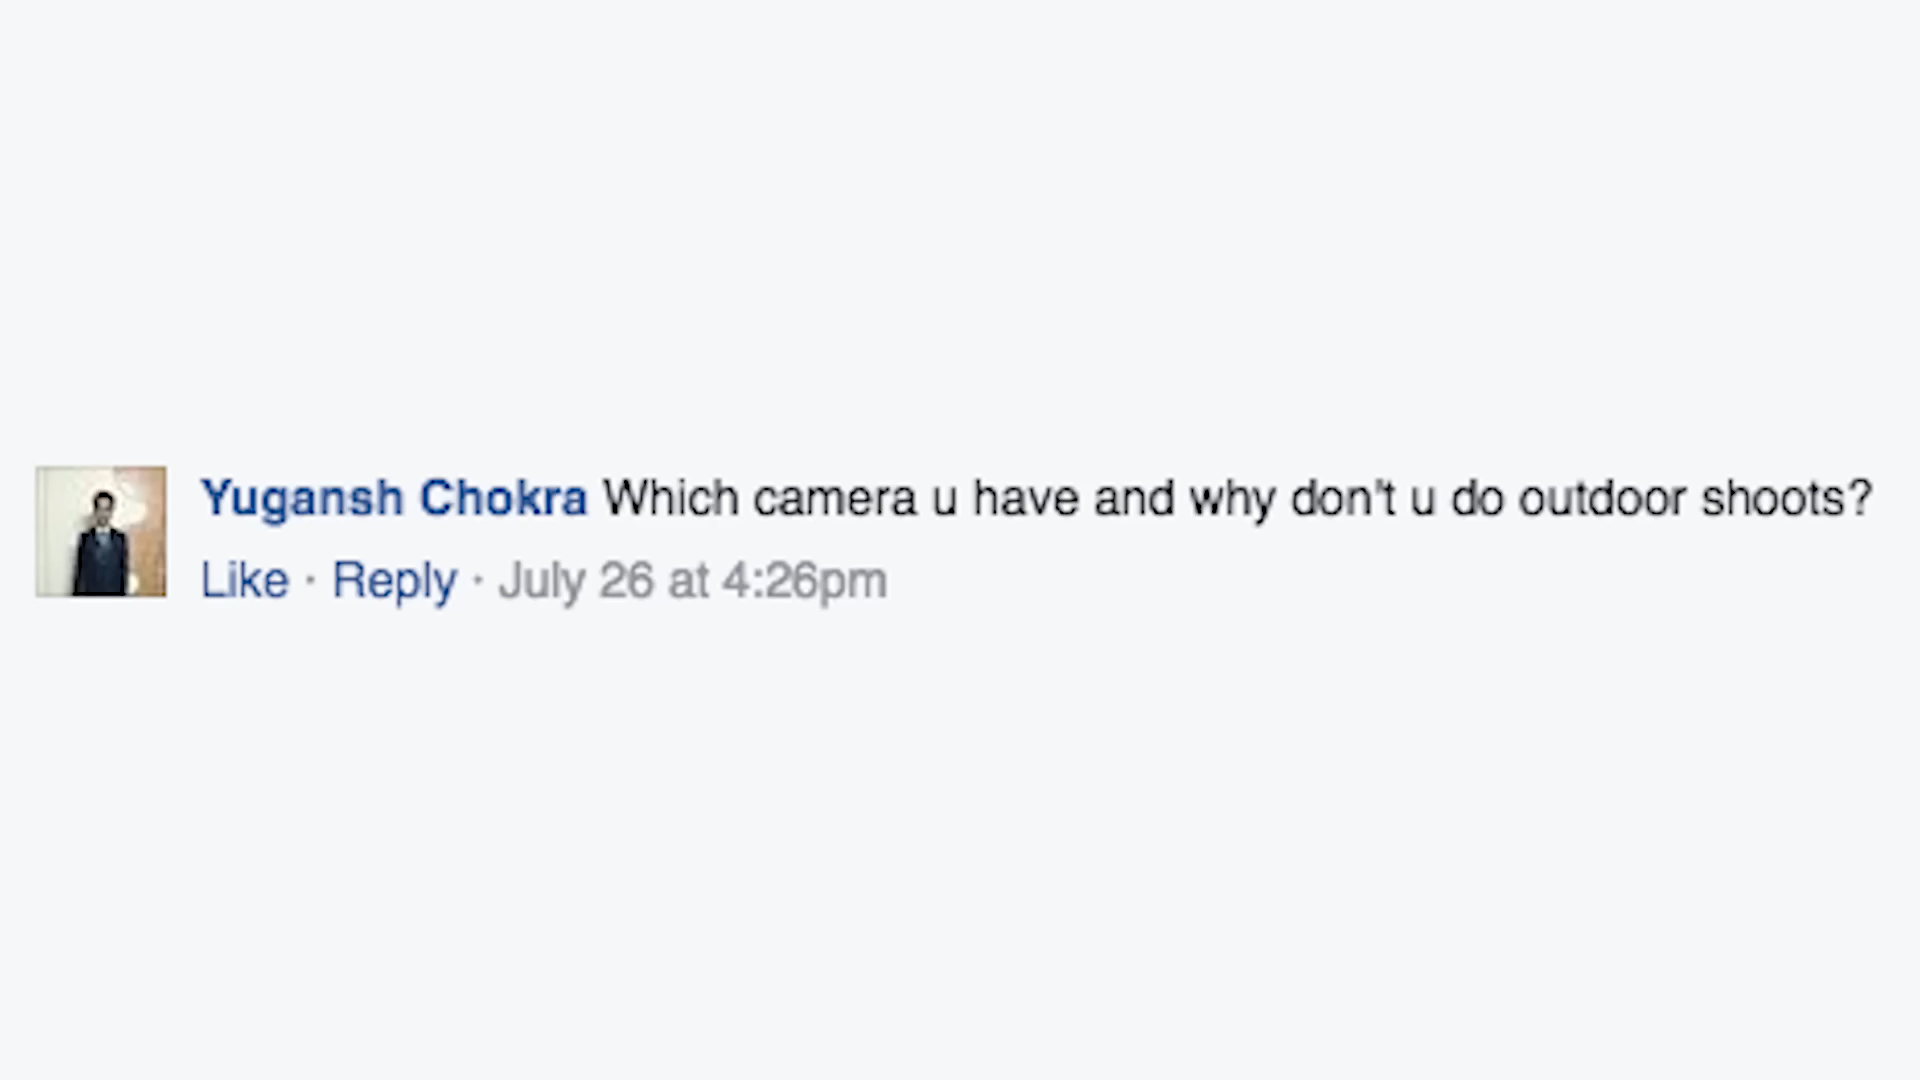 Yugansh Chokra Which camera u have and why don't u do outdoor shoots?
Like · Reply · July 26 at 4:26pm